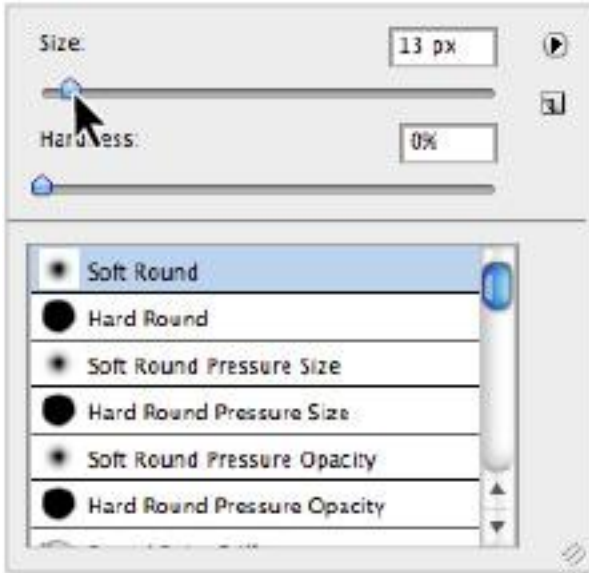 Size:
13 px
Hardness:
0%
Soft Round
Hard Round
Soft Round Pressure Size
Hard Round Pressure Size
Soft Round Pressure Opacity
Hard Round Pressure Opacity